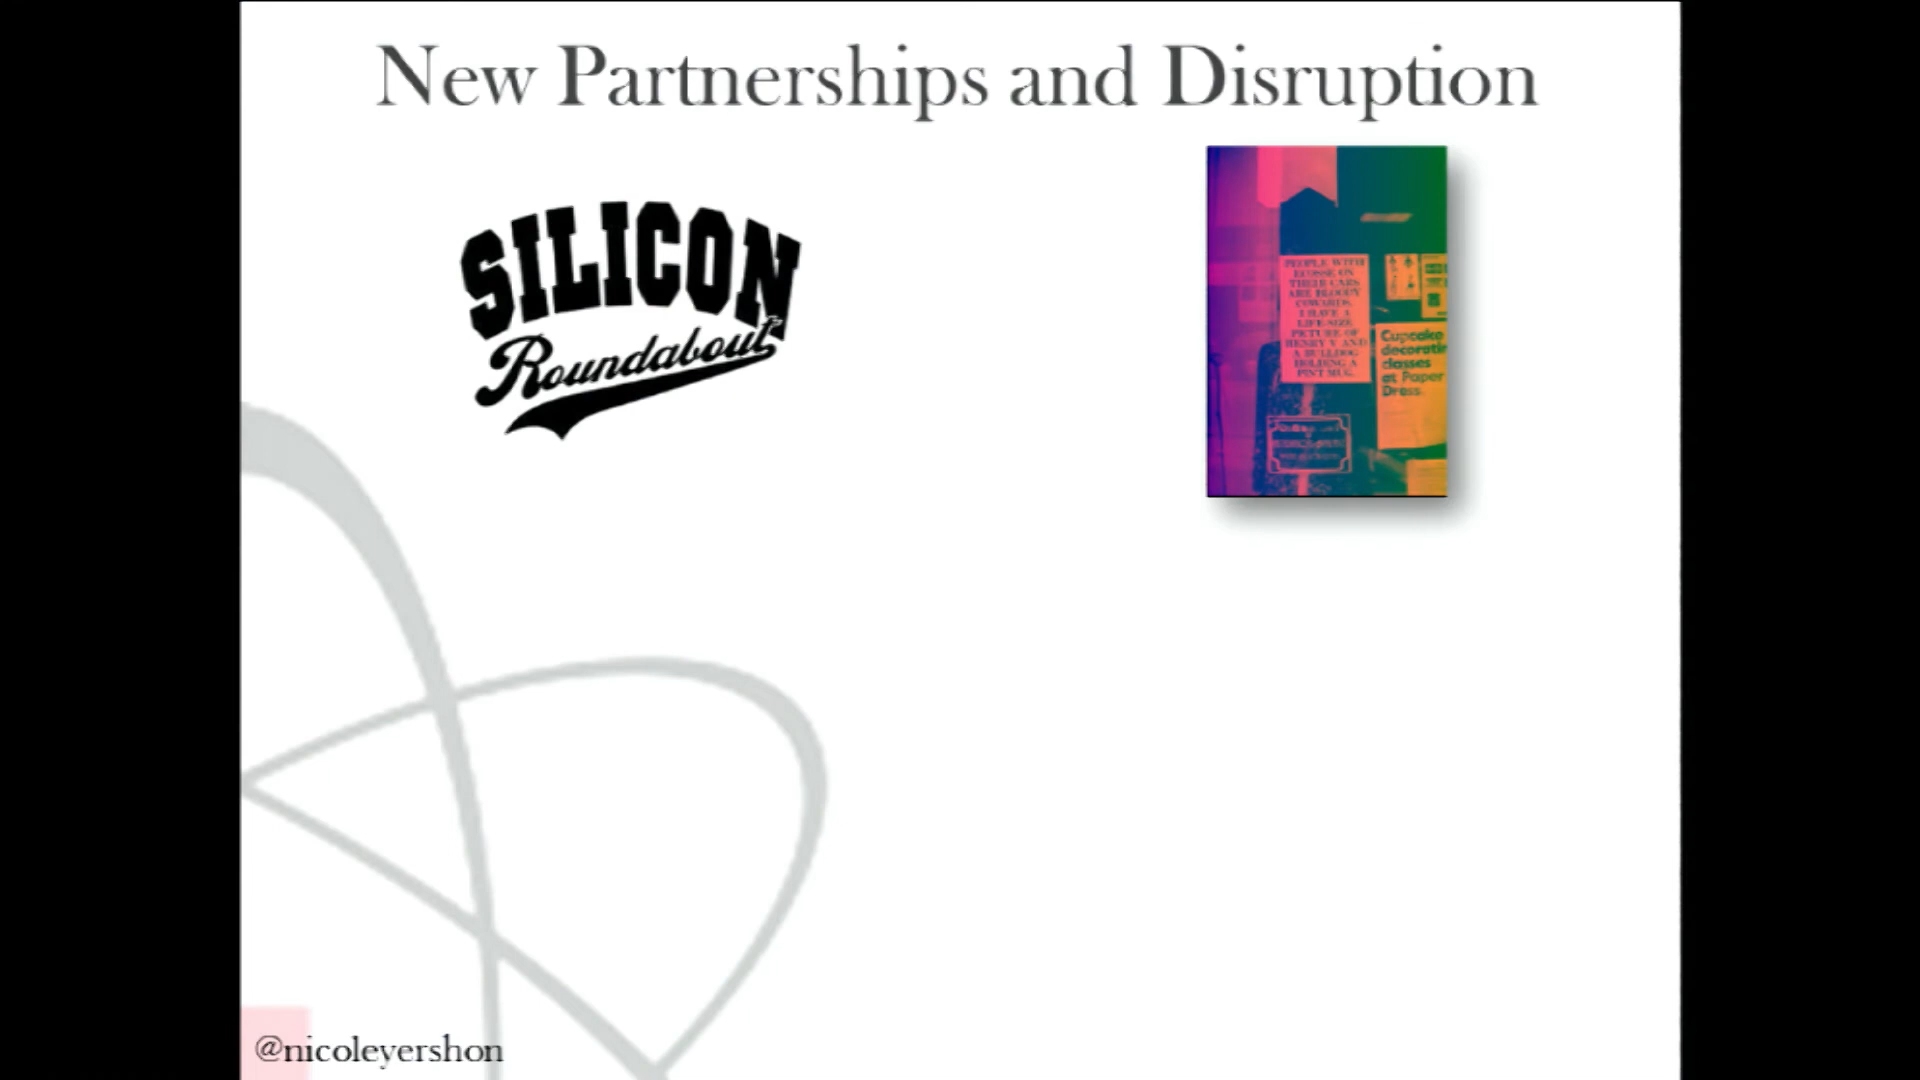 New Partnerships and Disruption
SILICON
Roundabout
PEOPLE WITH
ECOSSE ON
THEIR CARS
ARE BLOODY
COWARDS.
I HAVE A
LIFE-SIZE
PICTURE OF
HENRY V AND
A BULLDOG
HOLDING A
PINT MUG.
Cupcake
decoratin
classes
at Paper
Dress.
@nicoleyershon